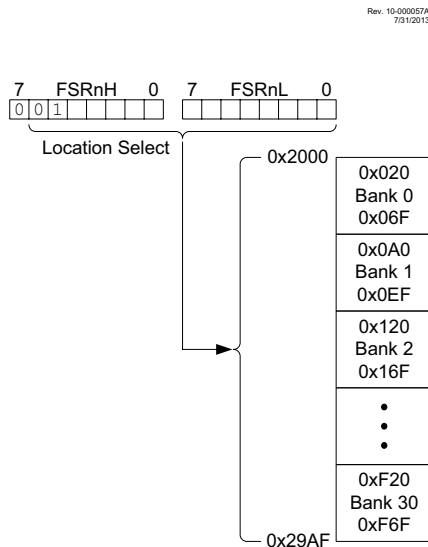 Rev. 10-000057A
7/31/2013
7 FSRnH 0 7 FSRnL 0
0 0 1
Location Select
0x2000
0x020
Bank 0
0x06F
0x0A0
Bank 1
0x0EF
0x120
Bank 2
0x16F
0xF20
Bank 30
0xF6F
0x29AF